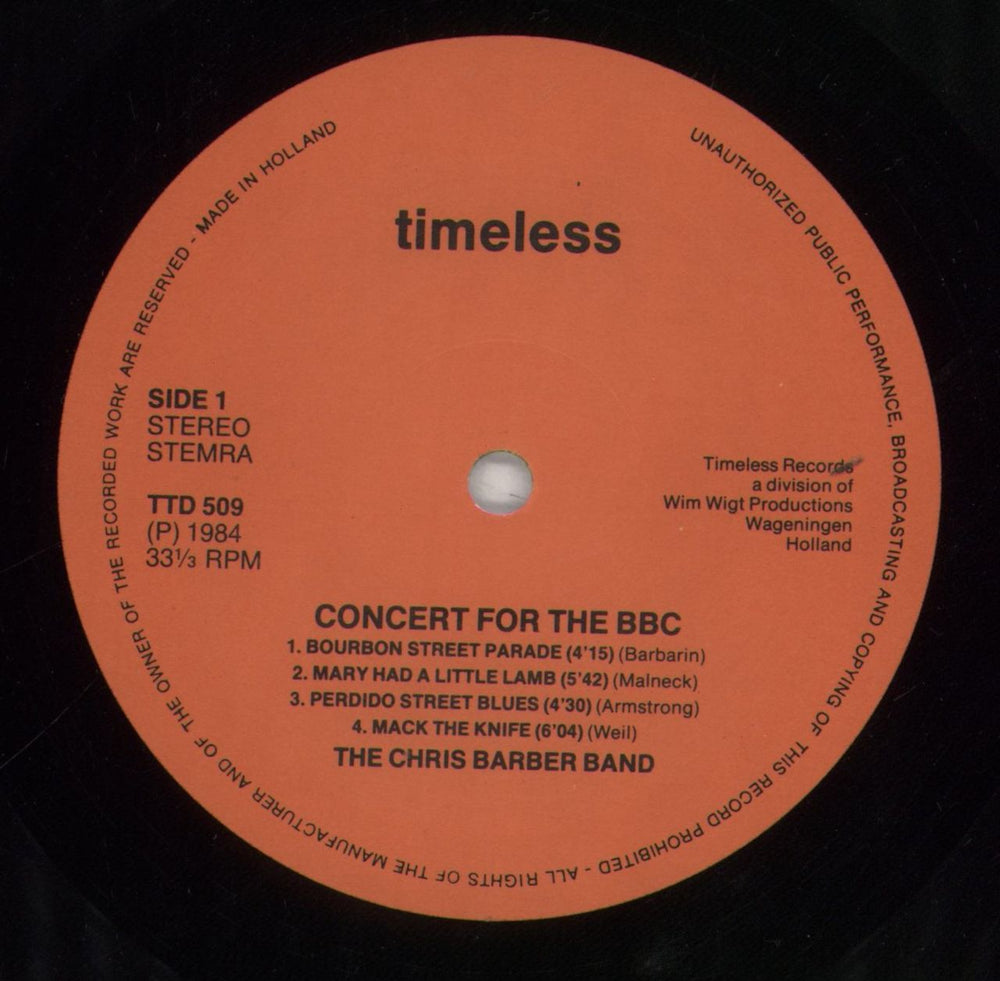 UNAUTHORIZED PUBLIC PERFORMANCE, BROADCASTING AND COPYING OF THIS RECORD PROHIBITED - ALL RIGHTS OF THE MANUFACTURER AND OF THE OWNER OF THE RECORDED WORK ARE RESERVED - MADE IN HOLLAND
timeless
SIDE 1
STEREO
STEMRA
TTD 509
(P) 1984
33⅓ RPM
Timeless Records
a division of
Wim Wigt Productions
Wageningen
Holland
CONCERT FOR THE BBC
1. BOURBON STREET PARADE (4'15) (Barbarin)
2. MARY HAD A LITTLE LAMB (5'42) (Malneck)
3. PERDIDO STREET BLUES (4'30) (Armstrong)
4. MACK THE KNIFE (6'04) (Weil)
THE CHRIS BARBER BAND